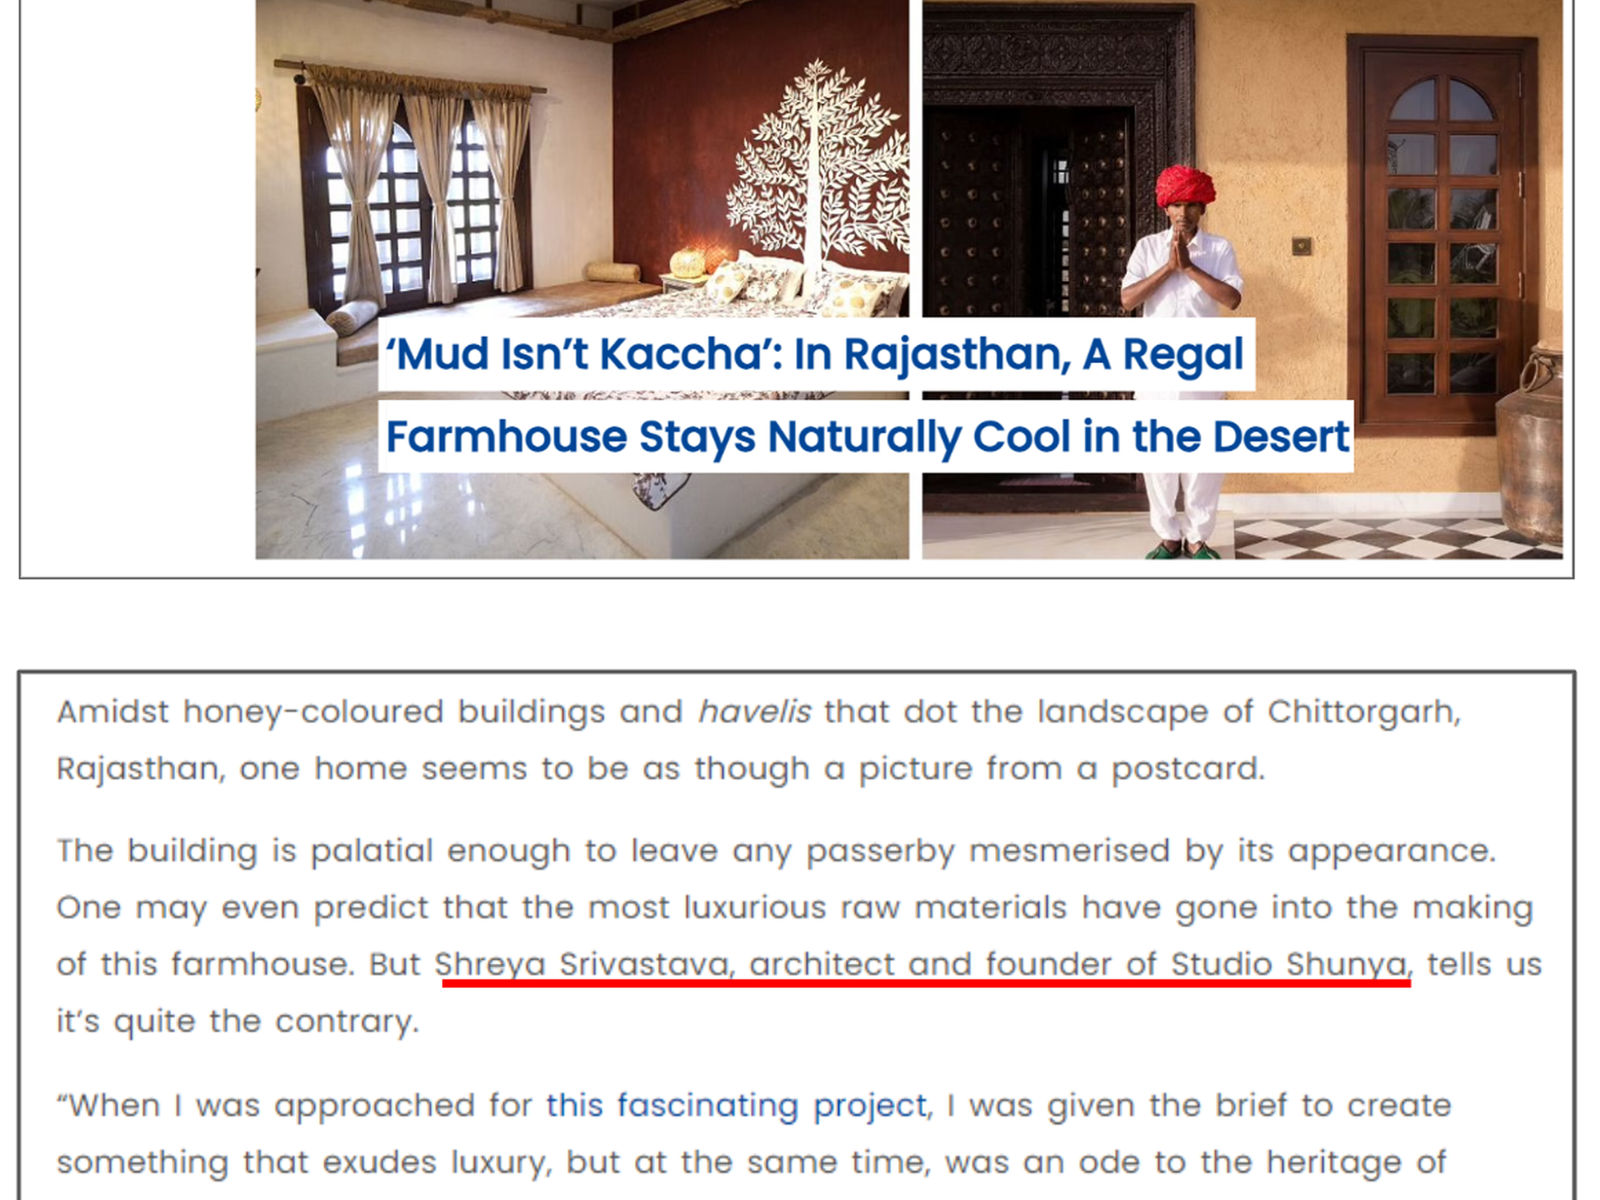 ‘Mud Isn’t Kaccha’: In Rajasthan, A Regal
Farmhouse Stays Naturally Cool in the Desert
Amidst honey-coloured buildings and havelis that dot the landscape of Chittorgarh,
Rajasthan, one home seems to be as though a picture from a postcard.
The building is palatial enough to leave any passerby mesmerised by its appearance.
One may even predict that the most luxurious raw materials have gone into the making
of this farmhouse. But Shreya Srivastava, architect and founder of Studio Shunya, tells us
it’s quite the contrary.
“When I was approached for this fascinating project, I was given the brief to create
something that exudes luxury, but at the same time, was an ode to the heritage of